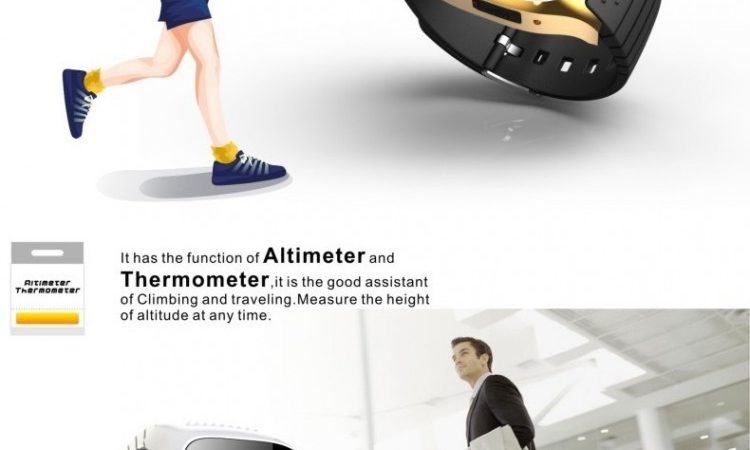 It has the function of Altimeter and
Thermometer,it is the good assistant
of Climbing and traveling.Measure the height
of altitude at any time.
Altimeter
Thermometer